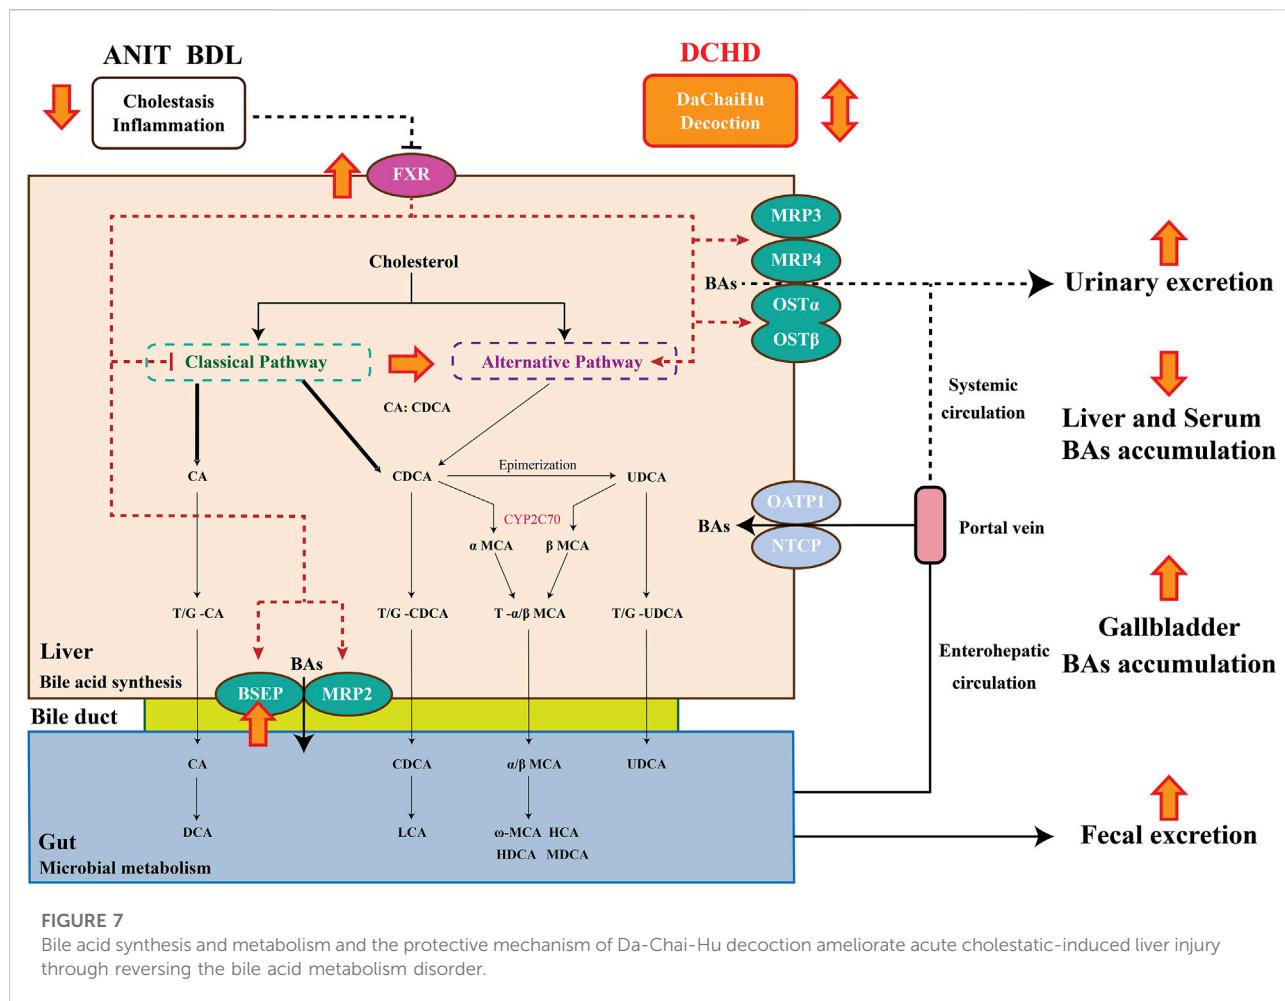 ANIT BDL
Cholestasis
Inflammation
DCHD
DaChaiHu
Decoction
FXR
MRP3
MRP4
BAs
OSTα
OSTβ
Urinary excretion
Cholesterol
Classical Pathway
Alternative Pathway
CA: CDCA
Systemic
circulation
Liver and Serum
BAs accumulation
CA
CDCA
Epimerization
UDCA
CYP2C70
α MCA
β MCA
OATP1
BAs
NTCP
Portal vein
T/G -CA
T/G -CDCA
T -α/β MCA
T/G -UDCA
Gallbladder
BAs accumulation
Enterohepatic
circulation
Liver
Bile acid synthesis
BAs
BSEP
MRP2
Bile duct
CA
CDCA
α/β MCA
UDCA
DCA
LCA
ω-MCA HCA
HDCA MDCA
Gut
Microbial metabolism
Fecal excretion
FIGURE 7
Bile acid synthesis and metabolism and the protective mechanism of Da-Chai-Hu decoction ameliorate acute cholestatic-induced liver injury
through reversing the bile acid metabolism disorder.